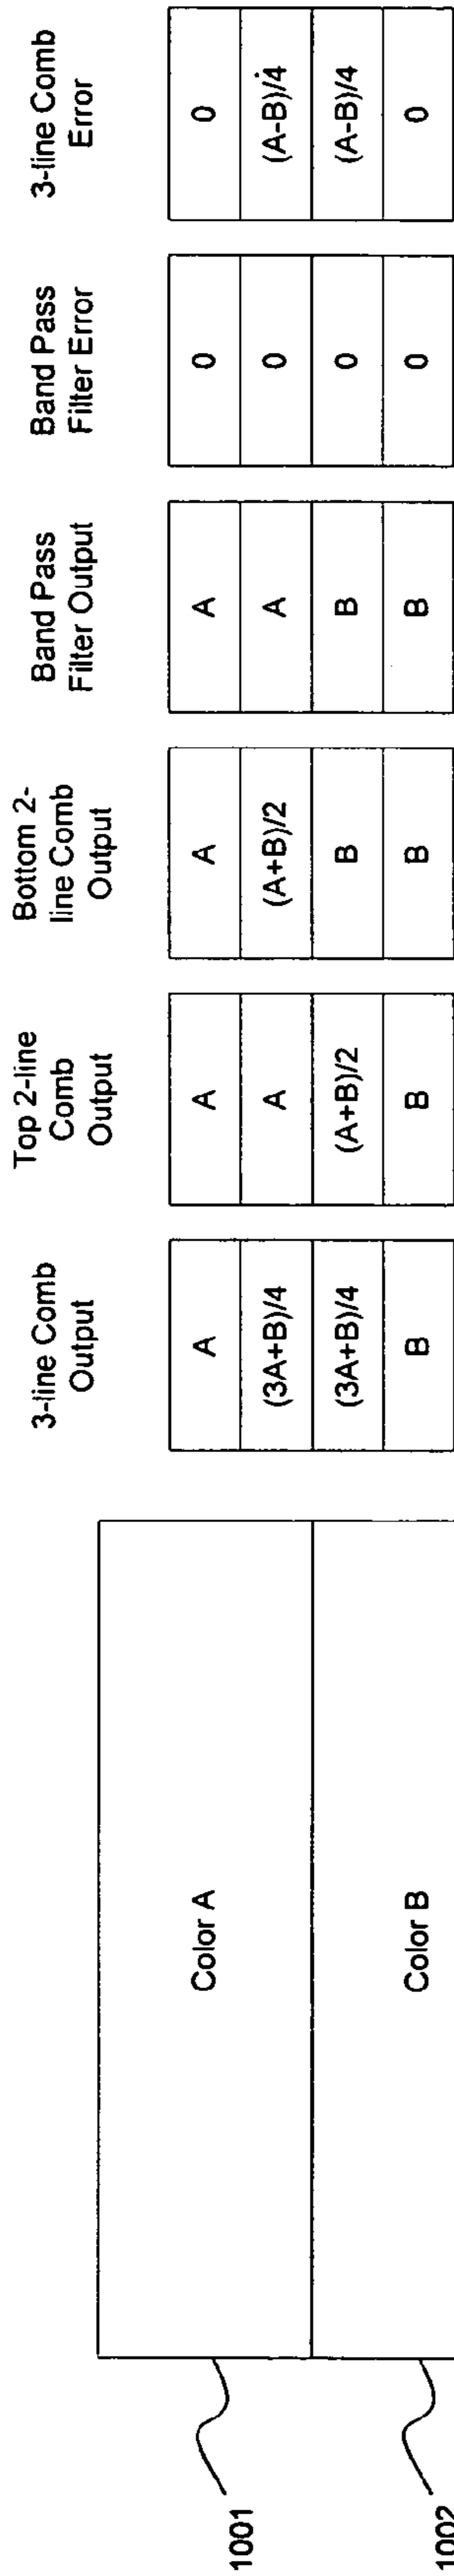 3-line Comb
Output
Top 2-line
Comb
Output
Bottom 2-
line Comb
Output
Band Pass
Filter Output
Band Pass
Filter Error
3-line Comb
Error
1001
Color A
A
A
A
A
0
0
(3A+B)/4
A
(A+B)/2
A
0
(A-B)/4
1002
Color B
(3A+B)/4
(A+B)/2
B
B
0
(A-B)/4
B
B
B
B
0
0